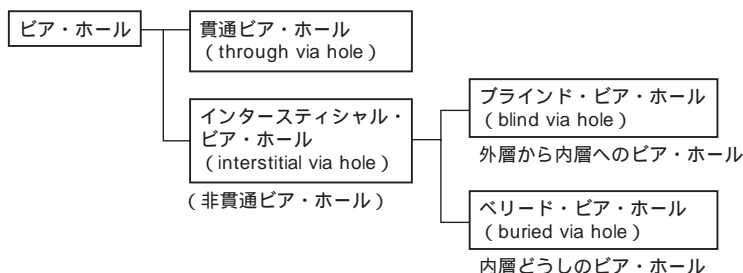 ビア・ホール
貫通ビア・ホール
(through via hole)
インタースティシャル・
ビア・ホール
(interstitial via hole)
(非貫通ビア・ホール)
ブラインド・ビア・ホール
(blind via hole)
外層から内層へのビア・ホール
ベリード・ビア・ホール
(buried via hole)
内層どうしのビア・ホール